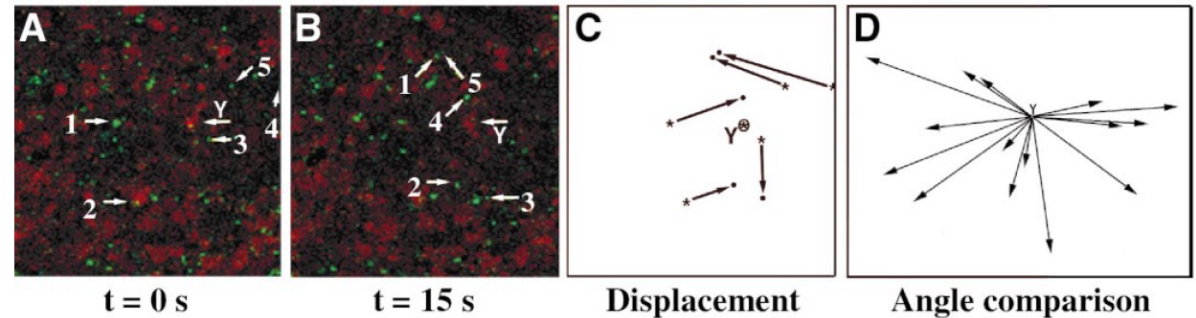 A B C D
5
1 Y
4
3
2
1 5
4
Y
2 3
Y
Y
t = 0 s t = 15 s Displacement Angle comparison